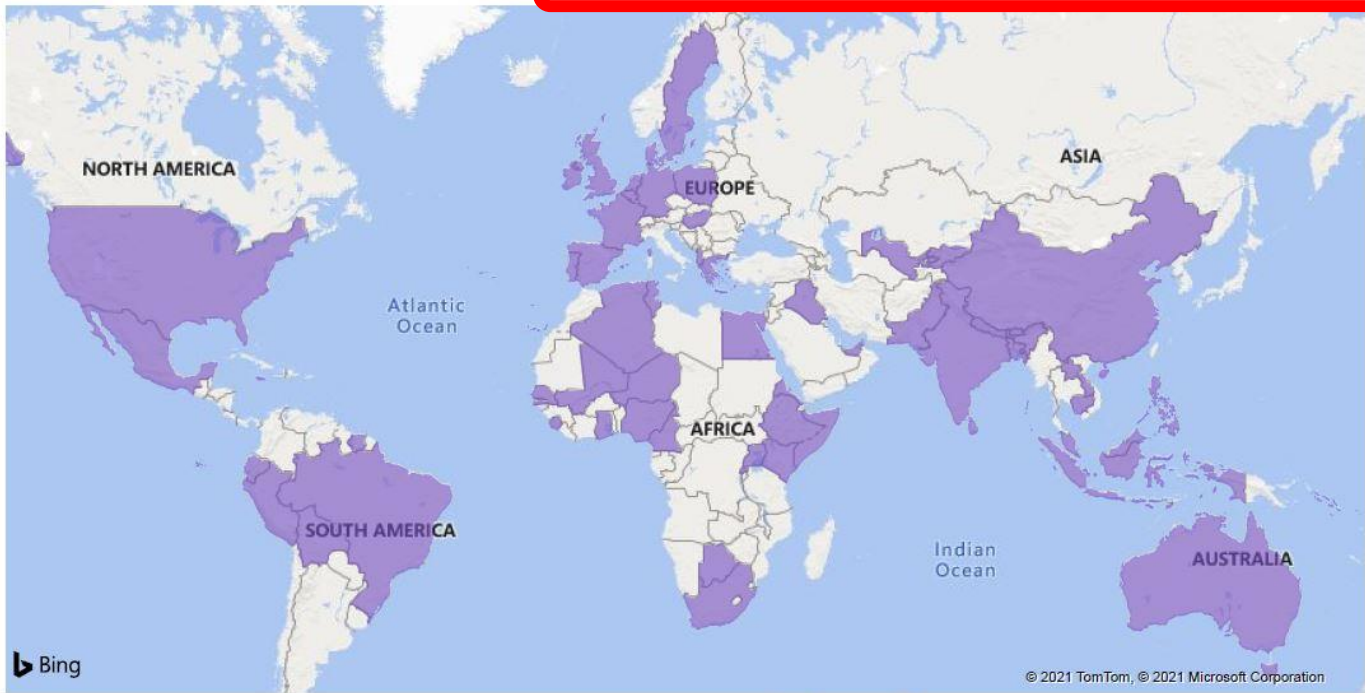 NORTH AMERICA
ASIA
EUROPE
Atlantic
Ocean
AFRICA
SOUTH AMERICA
Indian
Ocean
AUSTRALIA
Bing
© 2021 TomTom, © 2021 Microsoft Corporation